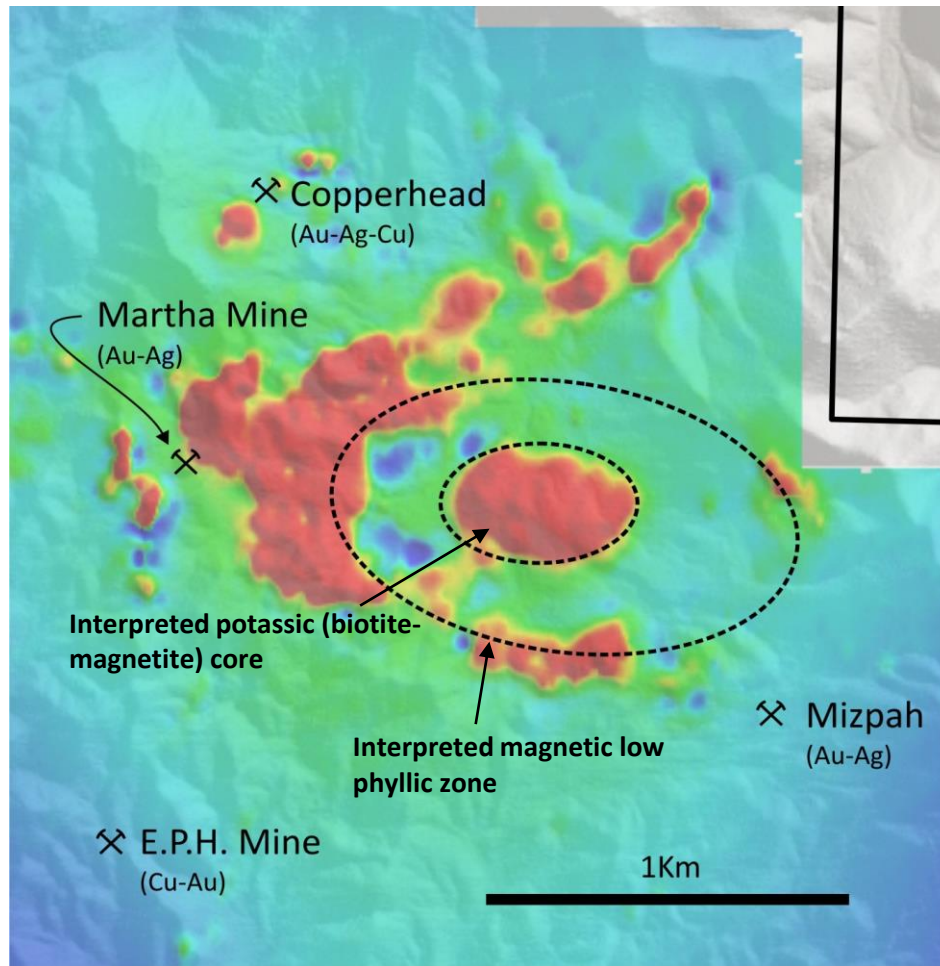 Copperhead
(Au-Ag-Cu)
Martha Mine
(Au-Ag)
Interpreted potassic (biotite-
magnetite) core
Interpreted magnetic low
phyllic zone
Mizpah
(Au-Ag)
E.P.H. Mine
(Cu-Au)
1Km